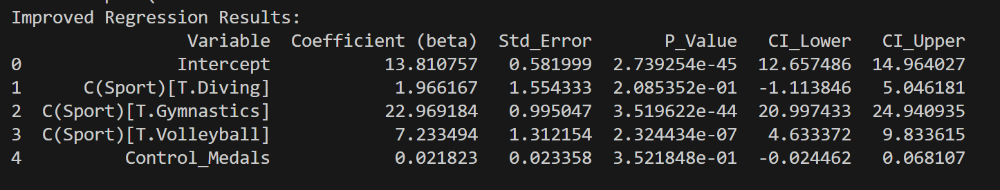 Improved Regression Results:
Variable Coefficient (beta) Std_Error P_Value CI_Lower CI_Upper
0 Intercept 13.810757 0.581999 2.739254e-45 12.657486 14.964027
1 C(Sport)[T.Diving] 1.966167 1.554333 2.085352e-01 -1.113846 5.046181
2 C(Sport)[T.Gymnastics] 22.969184 0.995047 3.519622e-44 20.997433 24.940935
3 C(Sport)[T.Volleyball] 7.233494 1.312154 2.324434e-07 4.633372 9.833615
4 Control_Medals 0.021823 0.023358 3.521848e-01 -0.024462 0.068107